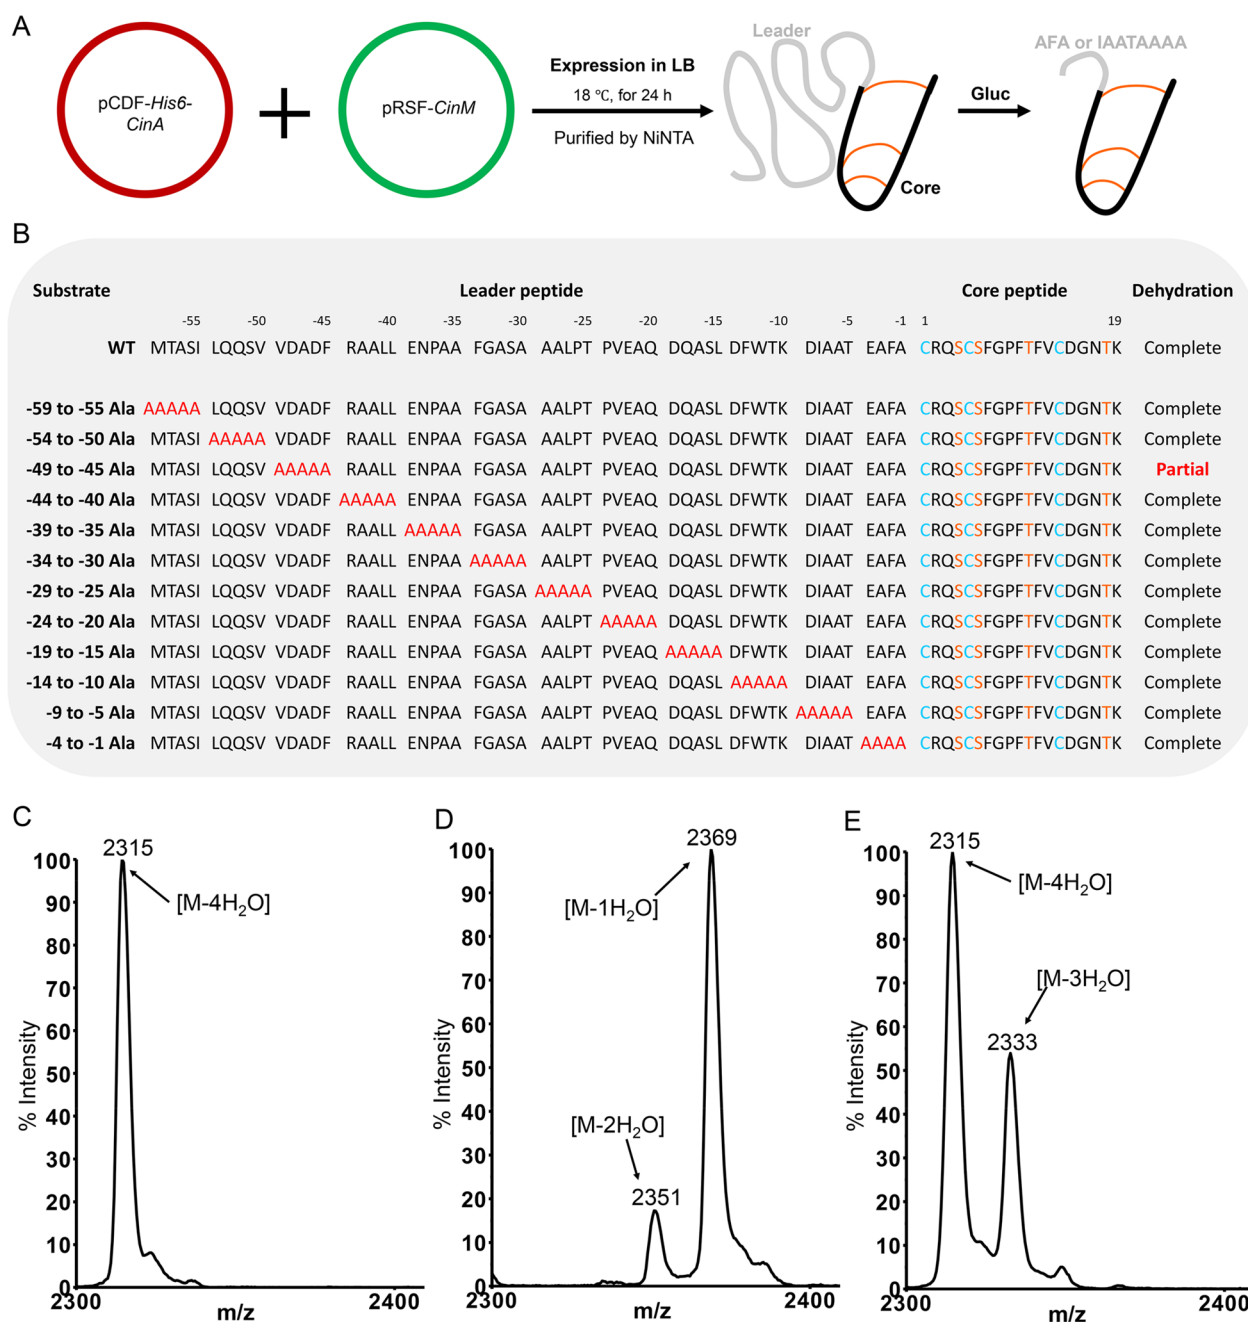 A
pCDF-His6-
CinA
pRSF-CinM
Expression in LB
18 °C, for 24 h
Purified by NiNTA
Leader
Core
Gluc
AFA or IAATAAAA
B
Substrate Leader peptide Core peptide Dehydration
-55 -50 -45 -40 -35 -30 -25 -20 -15 -10 -5 -1 1 19
WT MTASI LQQSVV VDADF RAALL ENPAA FGASA AALPT PVEAQ DQASL DFWTK DIAAT EAFA CRQSCSFGPFTFVCDGNTK Complete
-59 to -55 Ala AAAAA LQQSVV VDADF RAALL ENPAA FGASA AALPT PVEAQ DQASL DFWTK DIAAT EAFA CRQSCSFGPFTFVCDGNTK Complete
-54 to -50 Ala MTASI AAAAA VDADF RAALL ENPAA FGASA AALPT PVEAQ DQASL DFWTK DIAAT EAFA CRQSCSFGPFTFVCDGNTK Complete
-49 to -45 Ala MTASI LQQSV AAAAA RAALL ENPAA FGASA AALPT PVEAQ DQASL DFWTK DIAAT EAFA CRQSCSFGPFTFVCDGNTK Partial
-44 to -40 Ala MTASI LQQSV VDADF AAAAA ENPAA FGASA AALPT PVEAQ DQASL DFWTK DIAAT EAFA CRQSCSFGPFTFVCDGNTK Complete
-39 to -35 Ala MTASI LQQSV VDADF RAALL AAAAA FGASA AALPT PVEAQ DQASL DFWTK DIAAT EAFA CRQSCSFGPFTFVCDGNTK Complete
-34 to -30 Ala MTASI LQQSV VDADF RAALL ENPAA AAAAA AALPT PVEAQ DQASL DFWTK DIAAT EAFA CRQSCSFGPFTFVCDGNTK Complete
-29 to -25 Ala MTASI LQQSV VDADF RAALL ENPAA FGASA AAAAA PVEAQ DQASL DFWTK DIAAT EAFA CRQSCSFGPFTFVCDGNTK Complete
-24 to -20 Ala MTASI LQQSV VDADF RAALL ENPAA FGASA AALPT AAAAA DQASL DFWTK DIAAT EAFA CRQSCSFGPFTFVCDGNTK Complete
-19 to -15 Ala MTASI LQQSV VDADF RAALL ENPAA FGASA AALPT PVEAQ AAAAA DFWTK DIAAT EAFA CRQSCSFGPFTFVCDGNTK Complete
-14 to -10 Ala MTASI LQQSV VDADF RAALL ENPAA FGASA AALPT PVEAQ DQASL AAAAA DIAAT EAFA CRQSCSFGPFTFVCDGNTK Complete
-9 to -5 Ala MTASI LQQSV VDADF RAALL ENPAA FGASA AALPT PVEAQ DQASL DFWTK AAAAA EAFA CRQSCSFGPFTFVCDGNTK Complete
-4 to -1 Ala MTASI LQQSV VDADF RAALL ENPAA FGASA AALPT PVEAQ DQASL DFWTK DIAAT AAAA CRQSCSFGPFTFVCDGNTK Complete
C
2315
[M-4H₂O]
100
90
80
70
60
50
40
30
20
10
0
% Intensity
2300 2400
m/z
D
2369
[M-1H₂O]
[M-2H₂O]
2351
100
90
80
70
60
50
40
30
20
10
0
% Intensity
2300 2400
m/z
E
2315
[M-4H₂O]
[M-3H₂O]
2333
100
90
80
70
60
50
40
30
20
10
0
% Intensity
2300 2400
m/z